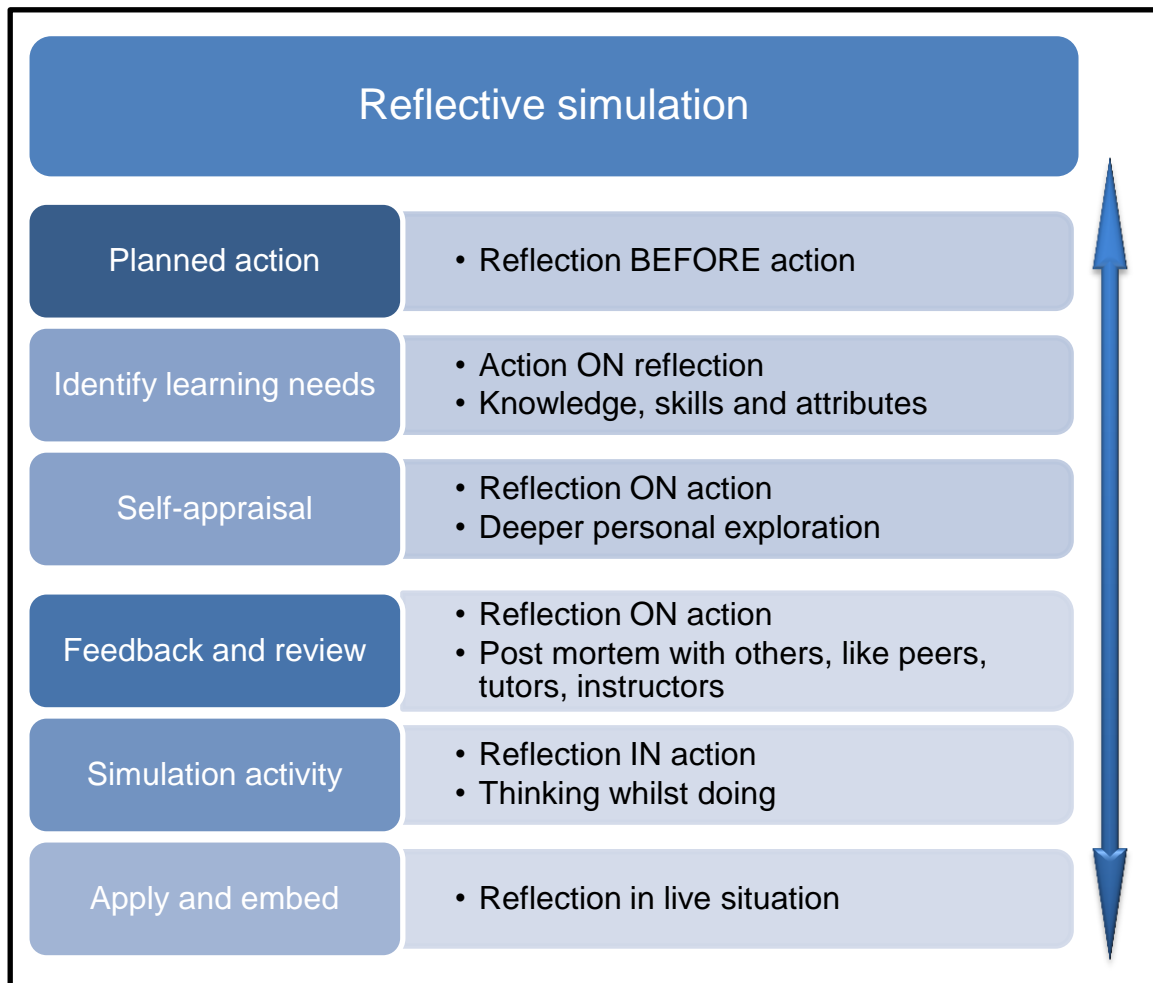 Reflective simulation
Planned action
• Reflection BEFORE action
Identify learning needs
• Action ON reflection
• Knowledge, skills and attributes
Self-appraisal
• Reflection ON action
• Deeper personal exploration
Feedback and review
• Reflection ON action
• Post mortem with others, like peers,
tutors, instructors
Simulation activity
• Reflection IN action
• Thinking whilst doing
Apply and embed
• Reflection in live situation